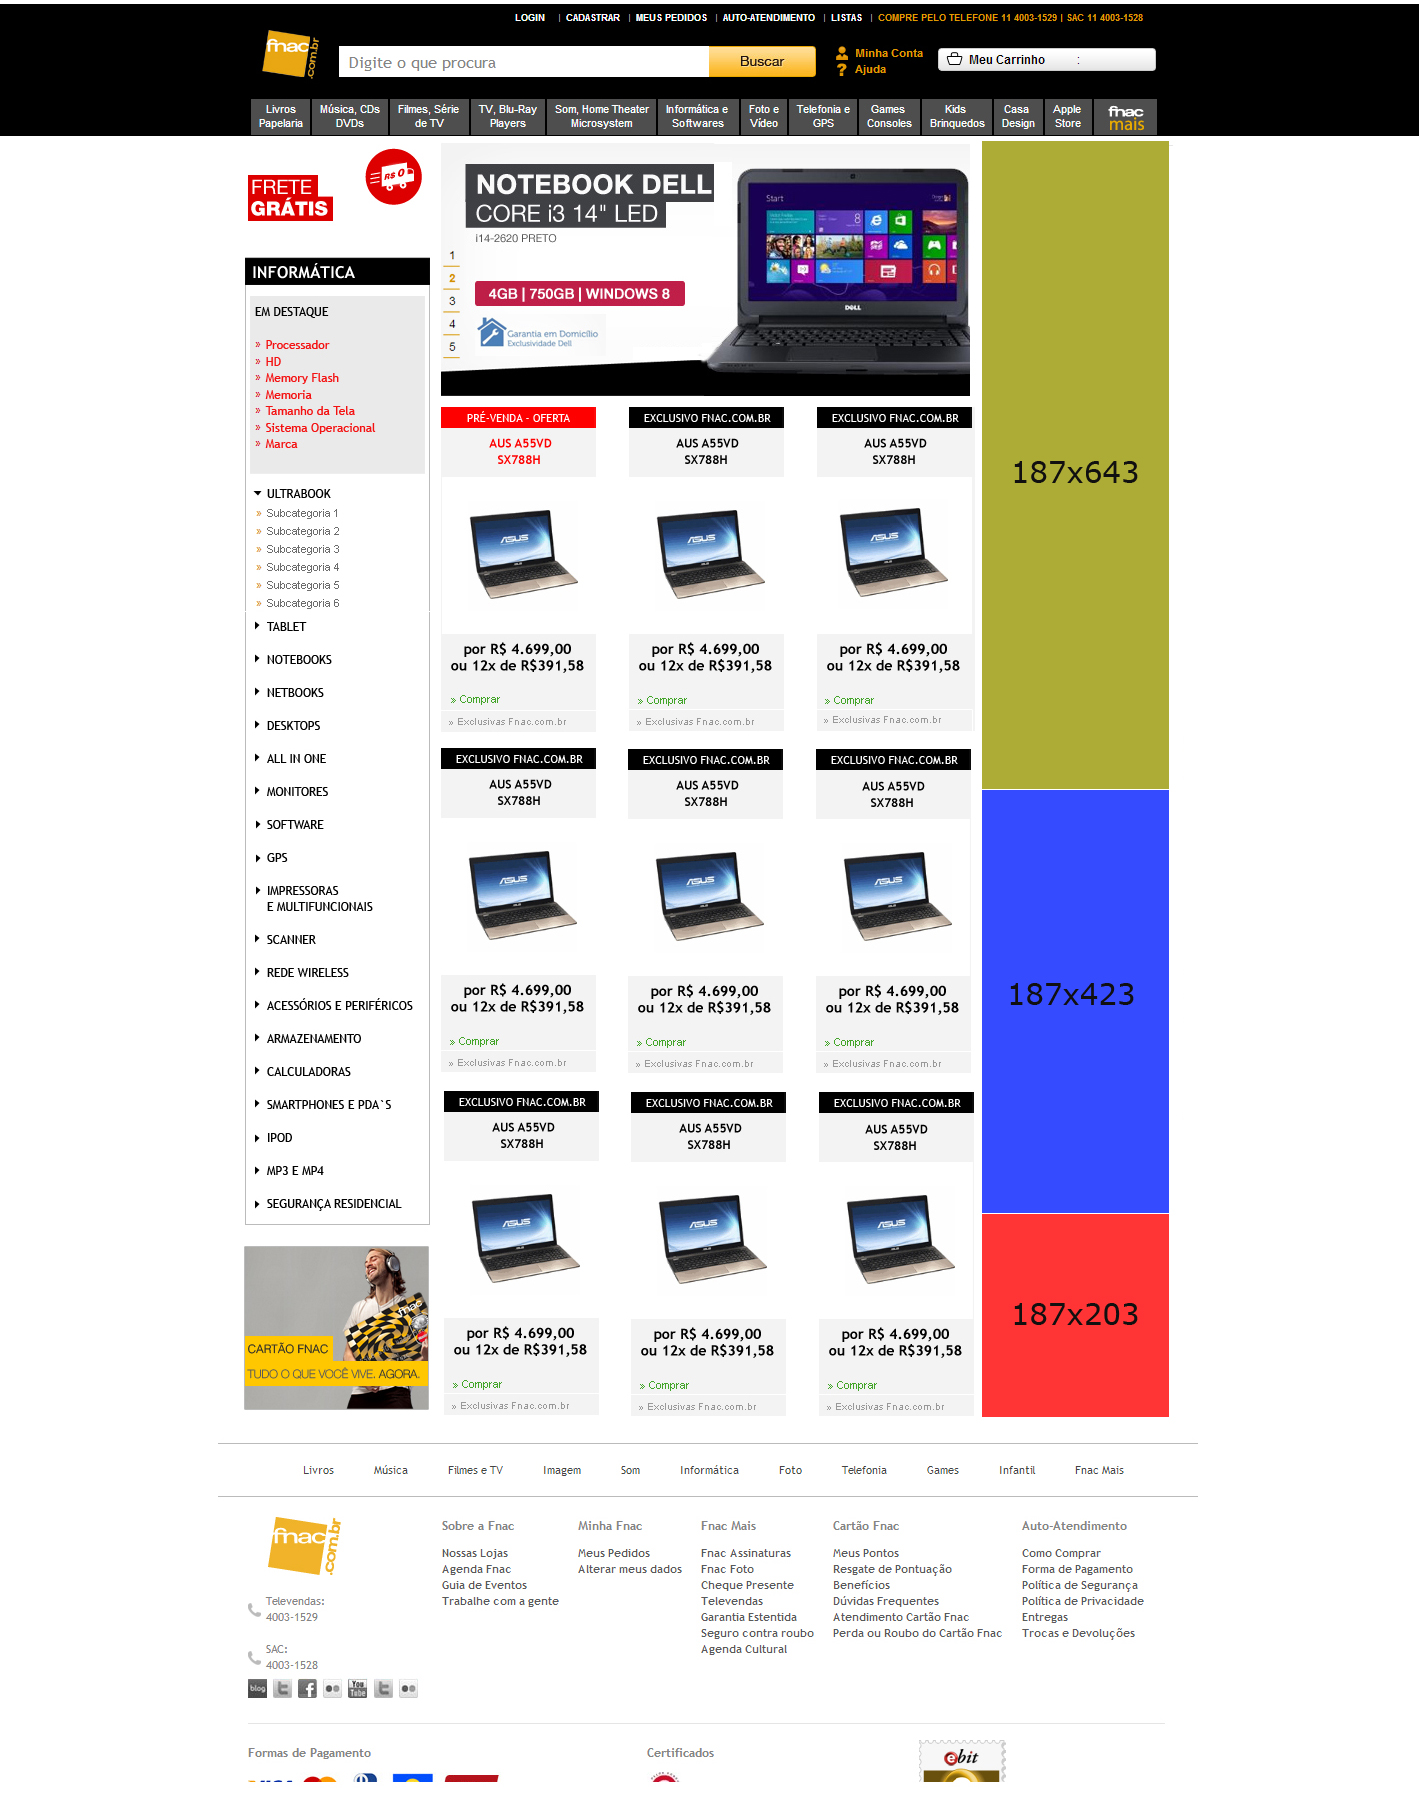 LOGIN | CADASTRAR | MEUS PEDIDOS | AUTO-ATENDIMENTO | LISTAS | COMPRE PELO TELEFONE 11 4003-1529 | SAC 11 4003-1528
fnac.com.br
Digite o que procura
Buscar
Minha Conta
Ajuda
Meu Carrinho :
Livros Papelaria
Música, CDs DVDs
Filmes, Série de TV
TV, Blu-Ray Players
Som, Home Theater Microsystem
Informática e Softwares
Foto e Vídeo
Telefonia e GPS
Games Consoles
Kids Brinquedos
Casa Design
Apple Store
fnac mais
FRETE
GRÁTIS
R$ 0
INFORMÁTICA
EM DESTAQUE
» Processador
» HD
» Memory Flash
» Memoria
» Tamanho da Tela
» Sistema Operacional
» Marca
ULTRABOOK
» Subcategoria 1
» Subcategoria 2
» Subcategoria 3
» Subcategoria 4
» Subcategoria 5
» Subcategoria 6
TABLET
NOTEBOOKS
NETBOOKS
DESKTOPS
ALL IN ONE
MONITORES
SOFTWARE
GPS
IMPRESSORAS
E MULTIFUNCIONAIS
SCANNER
REDE WIRELESS
ACESSÓRIOS E PERIFÉRICOS
ARMAZENAMENTO
CALCULADORAS
SMARTPHONES E PDA`S
IPOD
MP3 E MP4
SEGURANÇA RESIDENCIAL
fnac
CARTÃO FNAC
TUDO O QUE VOCÊ VIVE. AGORA.
NOTEBOOK DELL
CORE i3 14" LED
i14-2620 PRETO
1
2
3
4
5
4GB | 750GB | WINDOWS 8
Garantia em Domicílio
Exclusividade Dell
Start
DELL
PRÉ-VENDA - OFERTA
AUS A55VD
SX788H
ASUS
por R$ 4.699,00
ou 12x de R$391,58
» Comprar
» Exclusivas Fnac.com.br
EXCLUSIVO FNAC.COM.BR
AUS A55VD
SX788H
ASUS
por R$ 4.699,00
ou 12x de R$391,58
» Comprar
» Exclusivas Fnac.com.br
EXCLUSIVO FNAC.COM.BR
AUS A55VD
SX788H
ASUS
por R$ 4.699,00
ou 12x de R$391,58
» Comprar
» Exclusivas Fnac.com.br
EXCLUSIVO FNAC.COM.BR
AUS A55VD
SX788H
ASUS
por R$ 4.699,00
ou 12x de R$391,58
» Comprar
» Exclusivas Fnac.com.br
EXCLUSIVO FNAC.COM.BR
AUS A55VD
SX788H
ASUS
por R$ 4.699,00
ou 12x de R$391,58
» Comprar
» Exclusivas Fnac.com.br
EXCLUSIVO FNAC.COM.BR
AUS A55VD
SX788H
ASUS
por R$ 4.699,00
ou 12x de R$391,58
» Comprar
» Exclusivas Fnac.com.br
EXCLUSIVO FNAC.COM.BR
AUS A55VD
SX788H
ASUS
por R$ 4.699,00
ou 12x de R$391,58
» Comprar
» Exclusivas Fnac.com.br
EXCLUSIVO FNAC.COM.BR
AUS A55VD
SX788H
ASUS
por R$ 4.699,00
ou 12x de R$391,58
» Comprar
» Exclusivas Fnac.com.br
EXCLUSIVO FNAC.COM.BR
AUS A55VD
SX788H
ASUS
por R$ 4.699,00
ou 12x de R$391,58
» Comprar
» Exclusivas Fnac.com.br
187x643
187x423
187x203
Livros Música Filmes e TV Imagem Som Informática Foto Telefonia Games Infantil Fnac Mais
fnac.com.br
Televendas:
4003-1529
SAC:
4003-1528
blog
You Tube
Sobre a Fnac
Nossas Lojas
Agenda Fnac
Guia de Eventos
Trabalhe com a gente
Minha Fnac
Meus Pedidos
Alterar meus dados
Fnac Mais
Fnac Assinaturas
Fnac Foto
Cheque Presente
Televendas
Garantia Estentida
Seguro contra roubo
Agenda Cultural
Cartão Fnac
Meus Pontos
Resgate de Pontuação
Benefícios
Dúvidas Frequentes
Atendimento Cartão Fnac
Perda ou Roubo do Cartão Fnac
Auto-Atendimento
Como Comprar
Forma de Pagamento
Política de Segurança
Política de Privacidade
Entregas
Trocas e Devoluções
Formas de Pagamento
Certificados
ebit